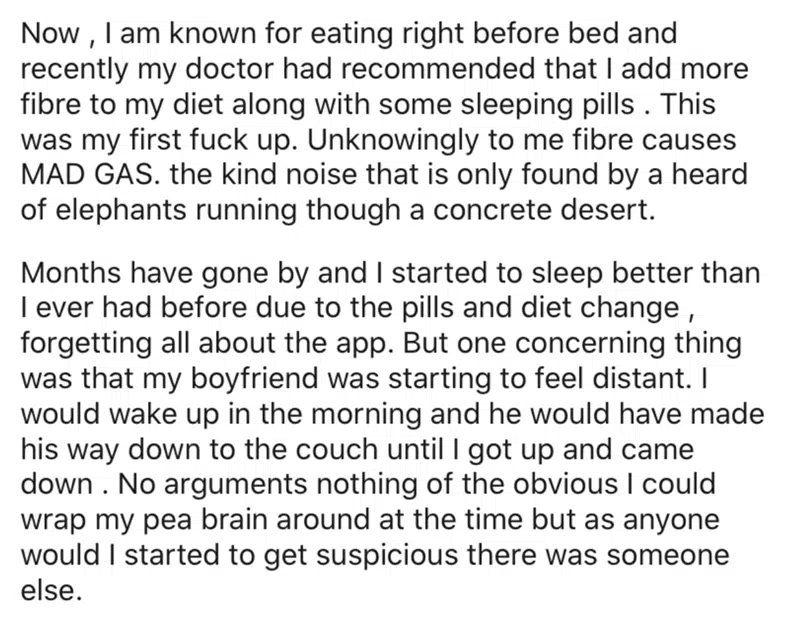 Now , I am known for eating right before bed and
recently my doctor had recommended that I add more
fibre to my diet along with some sleeping pills . This
was my first fuck up. Unknowingly to me fibre causes
MAD GAS. the kind noise that is only found by a heard
of elephants running though a concrete desert.
Months have gone by and I started to sleep better than
I ever had before due to the pills and diet change ,
forgetting all about the app. But one concerning thing
was that my boyfriend was starting to feel distant. I
would wake up in the morning and he would have made
his way down to the couch until I got up and came
down . No arguments nothing of the obvious I could
wrap my pea brain around at the time but as anyone
would I started to get suspicious there was someone
else.